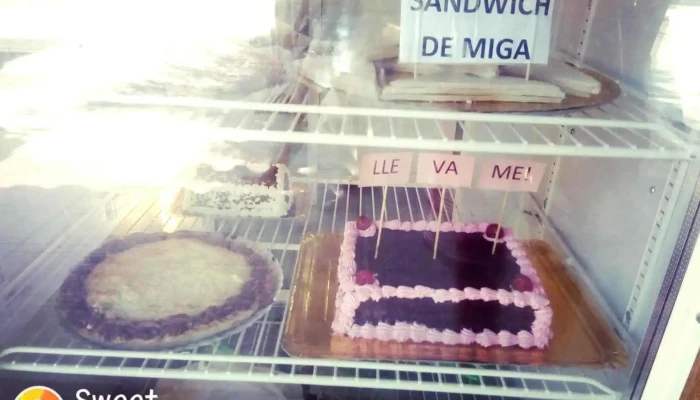 SANDWICH
DE MIGA
LLE VA ME!
Sweet